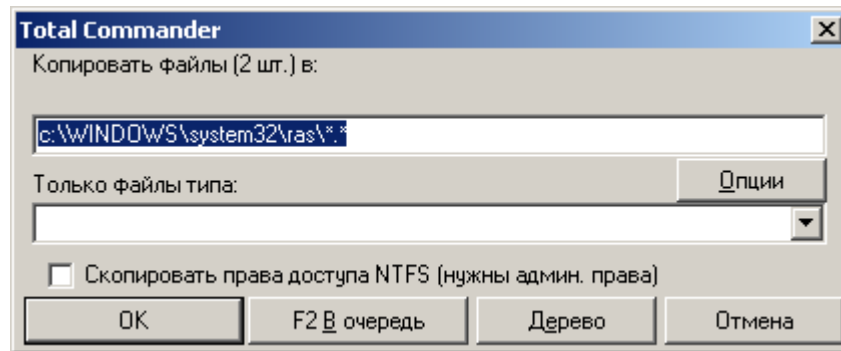 Total Commander
Копировать файлы (2 шт.) в:
c:\WINDOWS\system32\ras\*.*
Только файлы типа:
Опции
Скопировать права доступа NTFS (нужны админ. права)
OK F2 В очередь Дерево Отмена